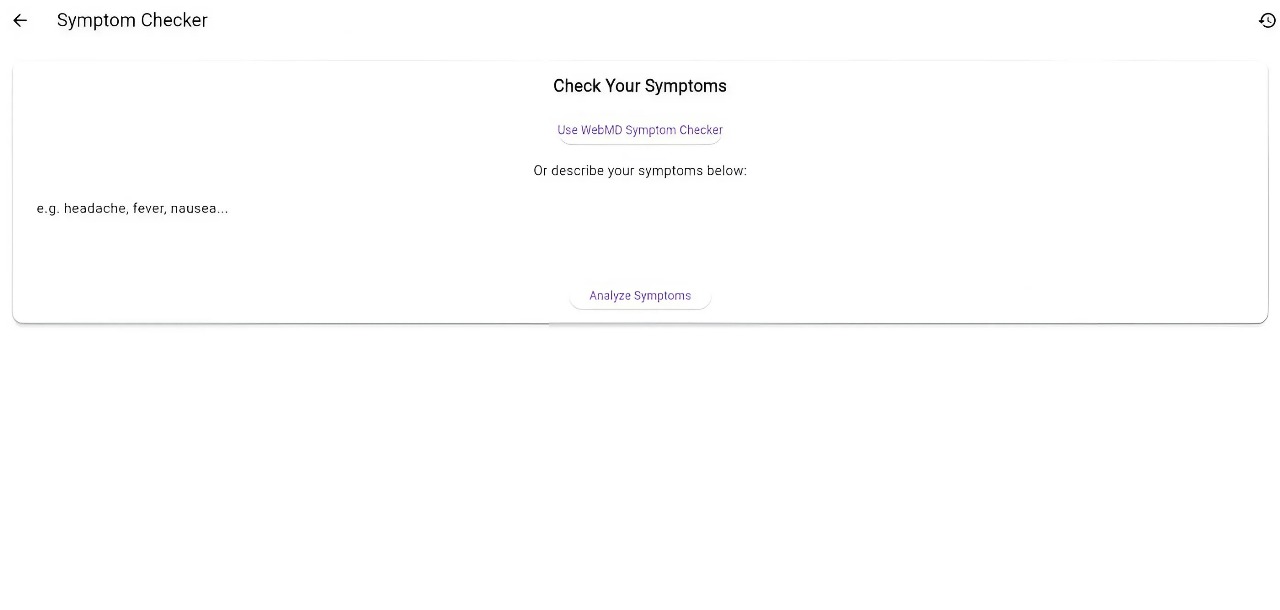 Symptom Checker
Check Your Symptoms
Use WebMD Symptom Checker
Or describe your symptoms below:
e.g. headache, fever, nausea...
Analyze Symptoms